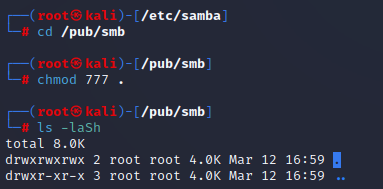 ┌──(root㉿kali)-[/etc/samba]
└─# cd /pub/smb
┌──(root㉿kali)-[/pub/smb]
└─# chmod 777 .
┌──(root㉿kali)-[/pub/smb]
└─# ls -laSh
total 8.0K
drwxrwxrwx 2 root root 4.0K Mar 12 16:59 .
drwxr-xr-x 3 root root 4.0K Mar 12 16:59 ..